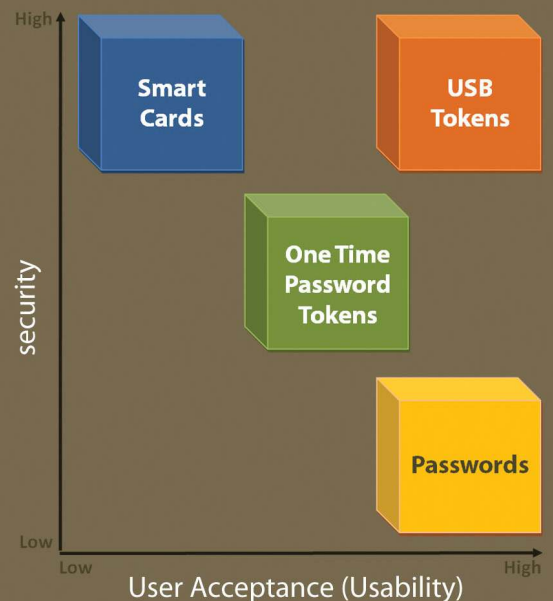 High
Smart
Cards
USB
Tokens
One Time
Password
Tokens
security
Passwords
Low
Low
High
User Acceptance (Usability)